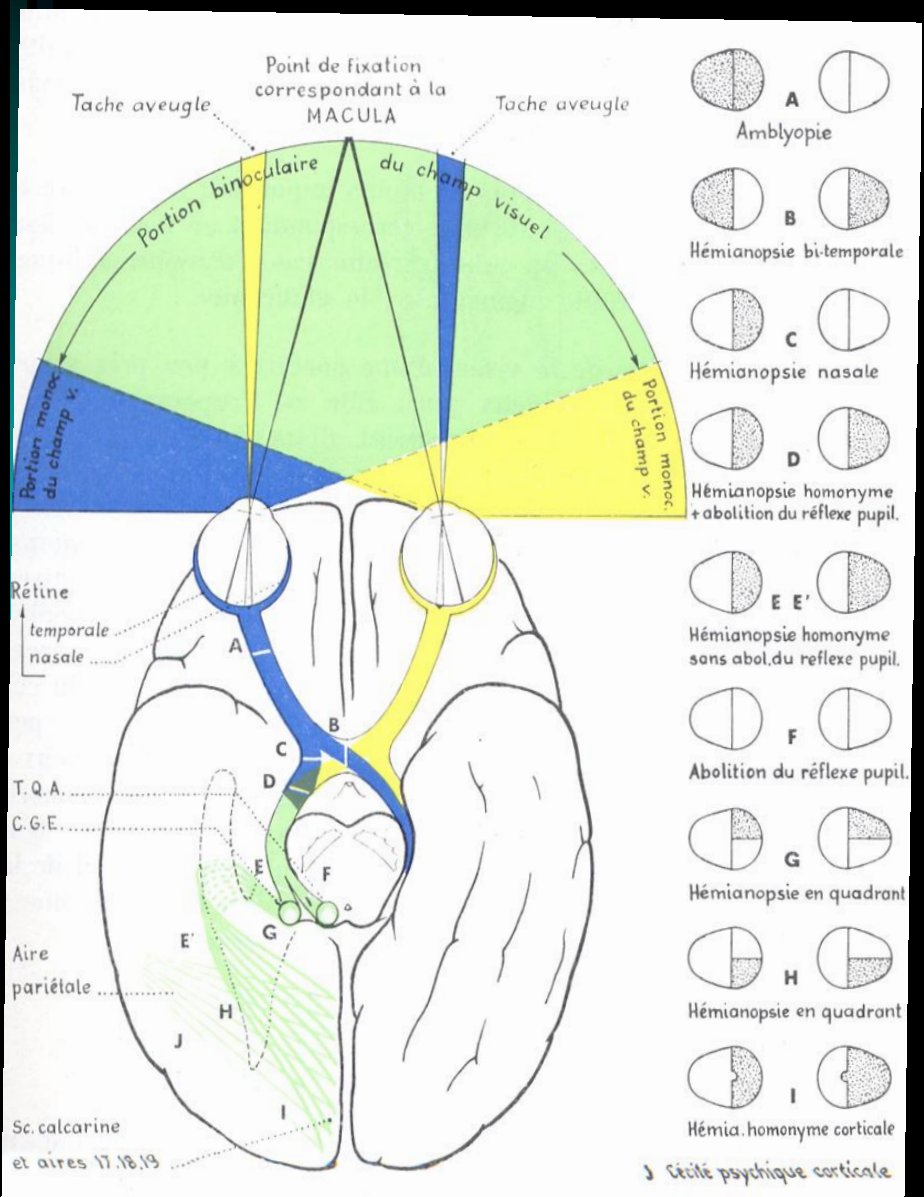 Point de fixation
correspondant à la
MACULA
Tache aveugle
Tache aveugle
Portion binoculaire
du champ visuel
Portion monoc.
du champ v.
Portion monoc.
du champ v.
Rétine
temporale
nasale
A
B
C
D
T.Q.A.
C.G.E.
E
F
G
E'
Aire
pariétale
H
J
I
Sc. calcarine
et aires 17.18.19
A
Amblyopie
B
Hémianopsie bi-temporale
C
Hémianopsie nasale
D
Hémianopsie homonyme
+abolition du réflexe pupil.
E E'
Hémianopsie homonyme
sans abol.du reflexe pupil.
F
Abolition du réflexe pupil.
G
Hémianopsie en quadrant
H
Hémianopsie en quadrant
I
Hémia. homonyme corticale
J Cécité psychique corticale